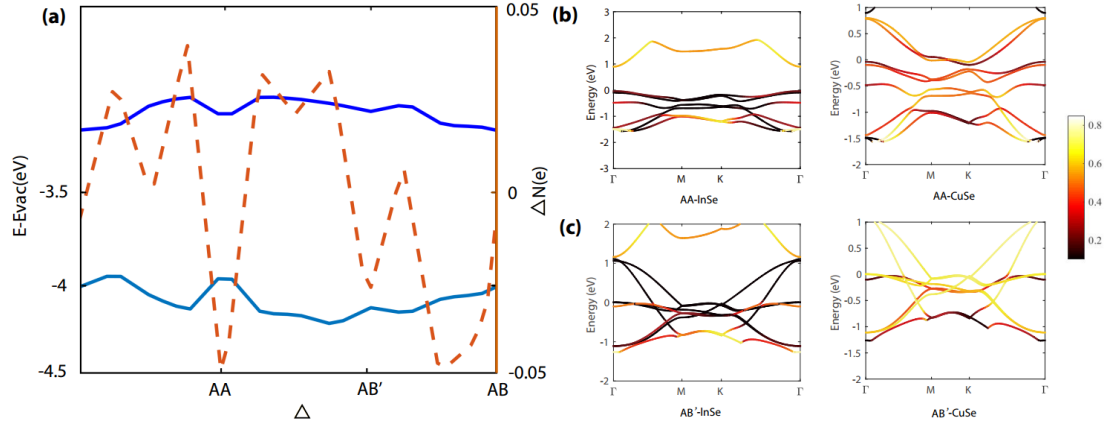 (a)
0.05
0
-0.05
-3.5
-4
-4.5
E-Evac(eV)
△N(e)
AA
AB′
AB
△
(b)
3
2
1
0
-1
-2
-3
Energy (eV)
Γ
M
K
Γ
AA-InSe
1
0.5
0
-0.5
-1
-1.5
-2
Energy (eV)
Γ
M
K
Γ
AA-CuSe
0.8
0.6
0.4
0.2
(c)
2
1
0
-1
-2
Energy (eV)
Γ
M
K
Γ
AB′-InSe
1
0.5
0
-0.5
-1
-1.5
-2
Energy (eV)
Γ
M
K
Γ
AB′-CuSe